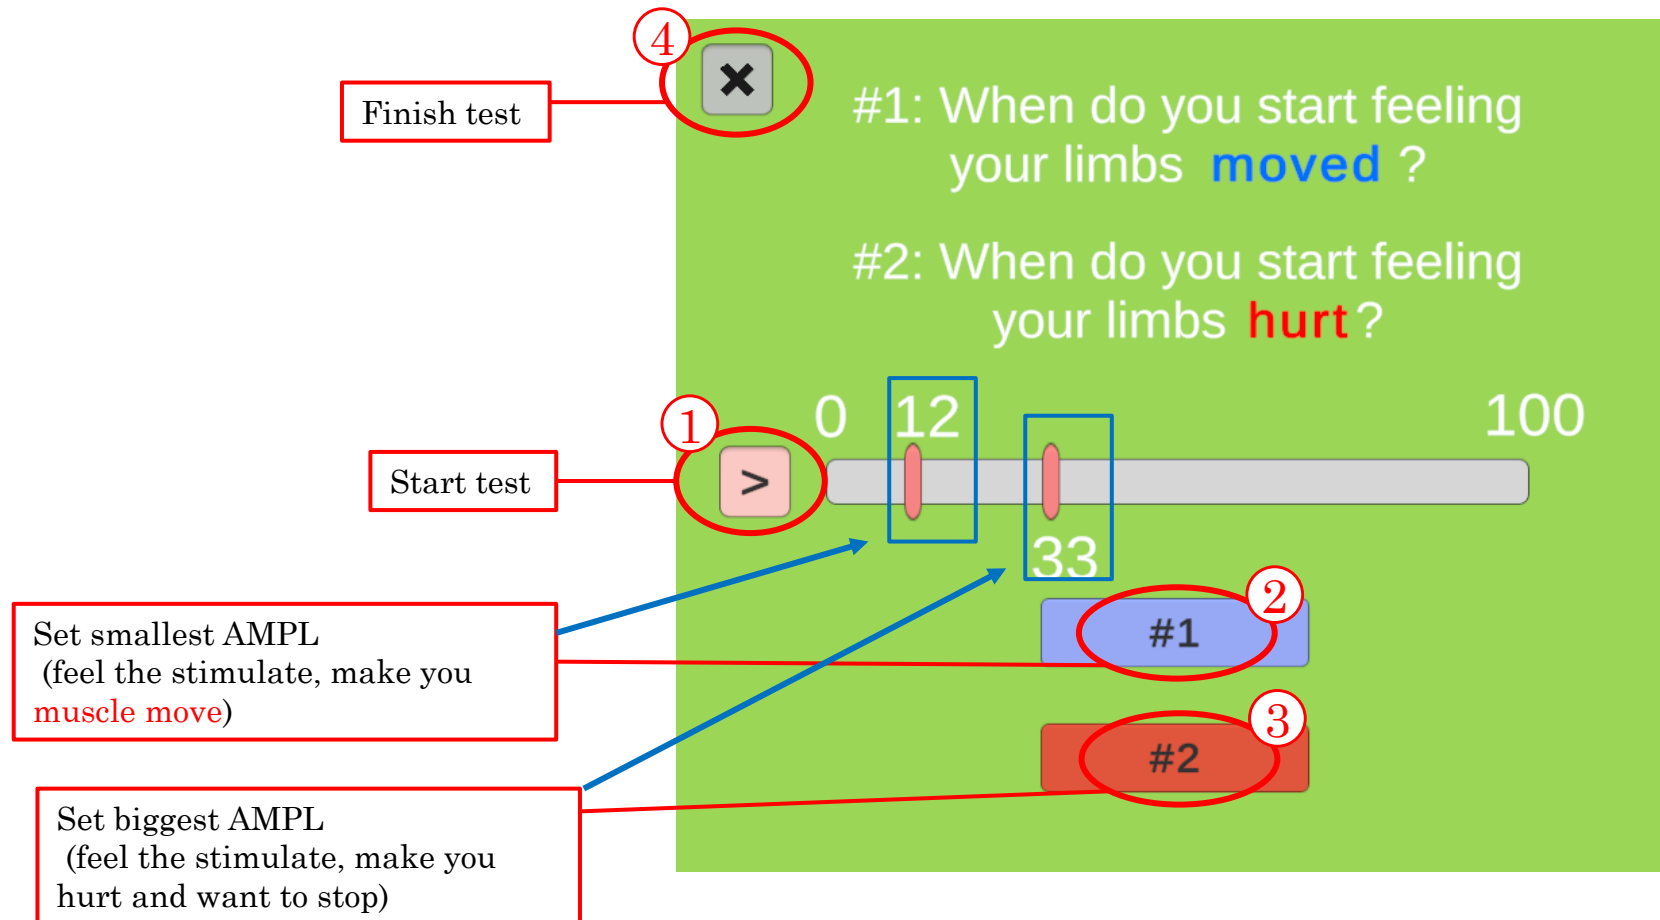 4
Finish test
#1: When do you start feeling
your limbs moved ?
#2: When do you start feeling
your limbs hurt ?
1
0 12 100
Start test
>
33
2
Set smallest AMPL
(feel the stimulate, make you
muscle move)
#1
3
#2
Set biggest AMPL
(feel the stimulate, make you
hurt and want to stop)